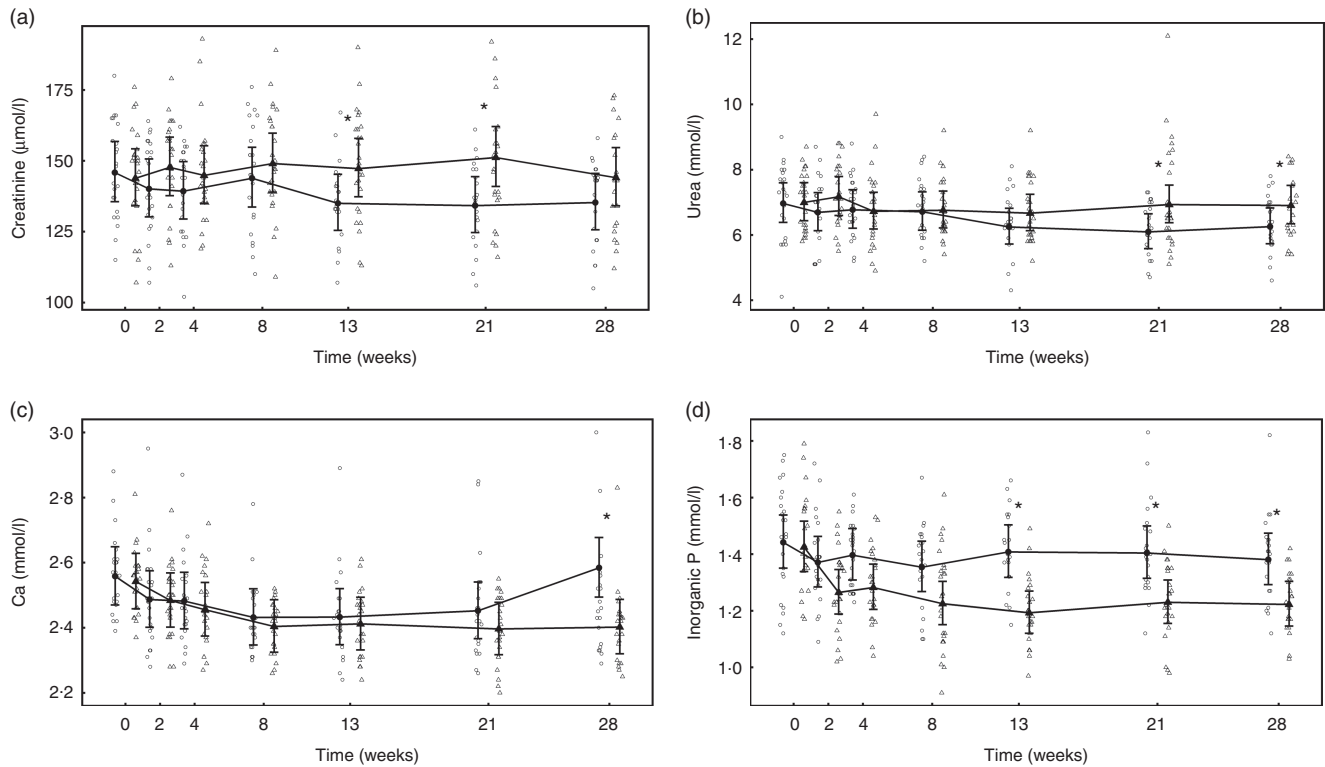 (a)
175
150
125
100
Creatinine (μmol/l)
*
*
0 2 4 8 13 21 28
Time (weeks)
(b)
12
10
8
6
4
Urea (mmol/l)
*
*
0 2 4 8 13 21 28
Time (weeks)
(c)
3·0
2·8
2·6
2·4
2·2
Ca (mmol/l)
*
0 2 4 8 13 21 28
Time (weeks)
(d)
1·8
1·6
1·4
1·2
1·0
Inorganic P (mmol/l)
*
*
*
0 2 4 8 13 21 28
Time (weeks)